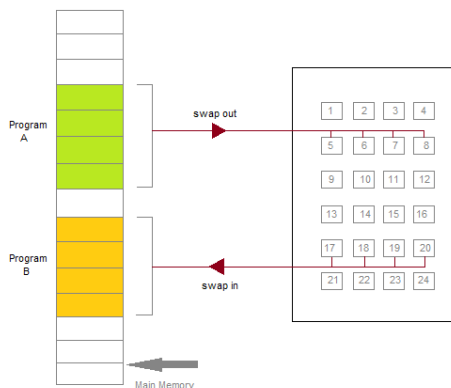 Program
A
swap out
1 2 3 4
5 6 7 8
9 10 11 12
13 14 15 16
Program
B
17 18 19 20
swap in
21 22 23 24
Main Memory